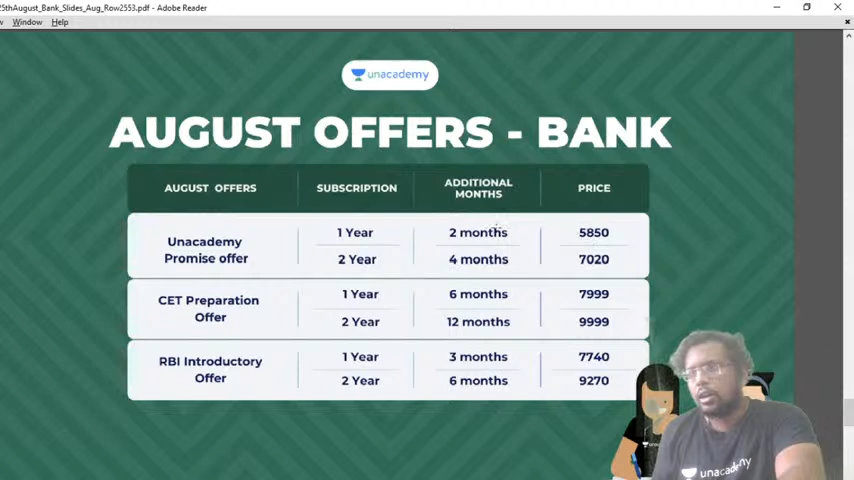 25thAugust_Bank_Slides_Aug_Row2553.pdf - Adobe Reader
Window Help
unacademy
AUGUST OFFERS - BANK
AUGUST OFFERS SUBSCRIPTION ADDITIONAL MONTHS PRICE
Unacademy Promise offer
1 Year 2 months 5850
2 Year 4 months 7020
CET Preparation Offer
1 Year 6 months 7999
2 Year 12 months 9999
RBI Introductory Offer
1 Year 3 months 7740
2 Year 6 months 9270
unacademy